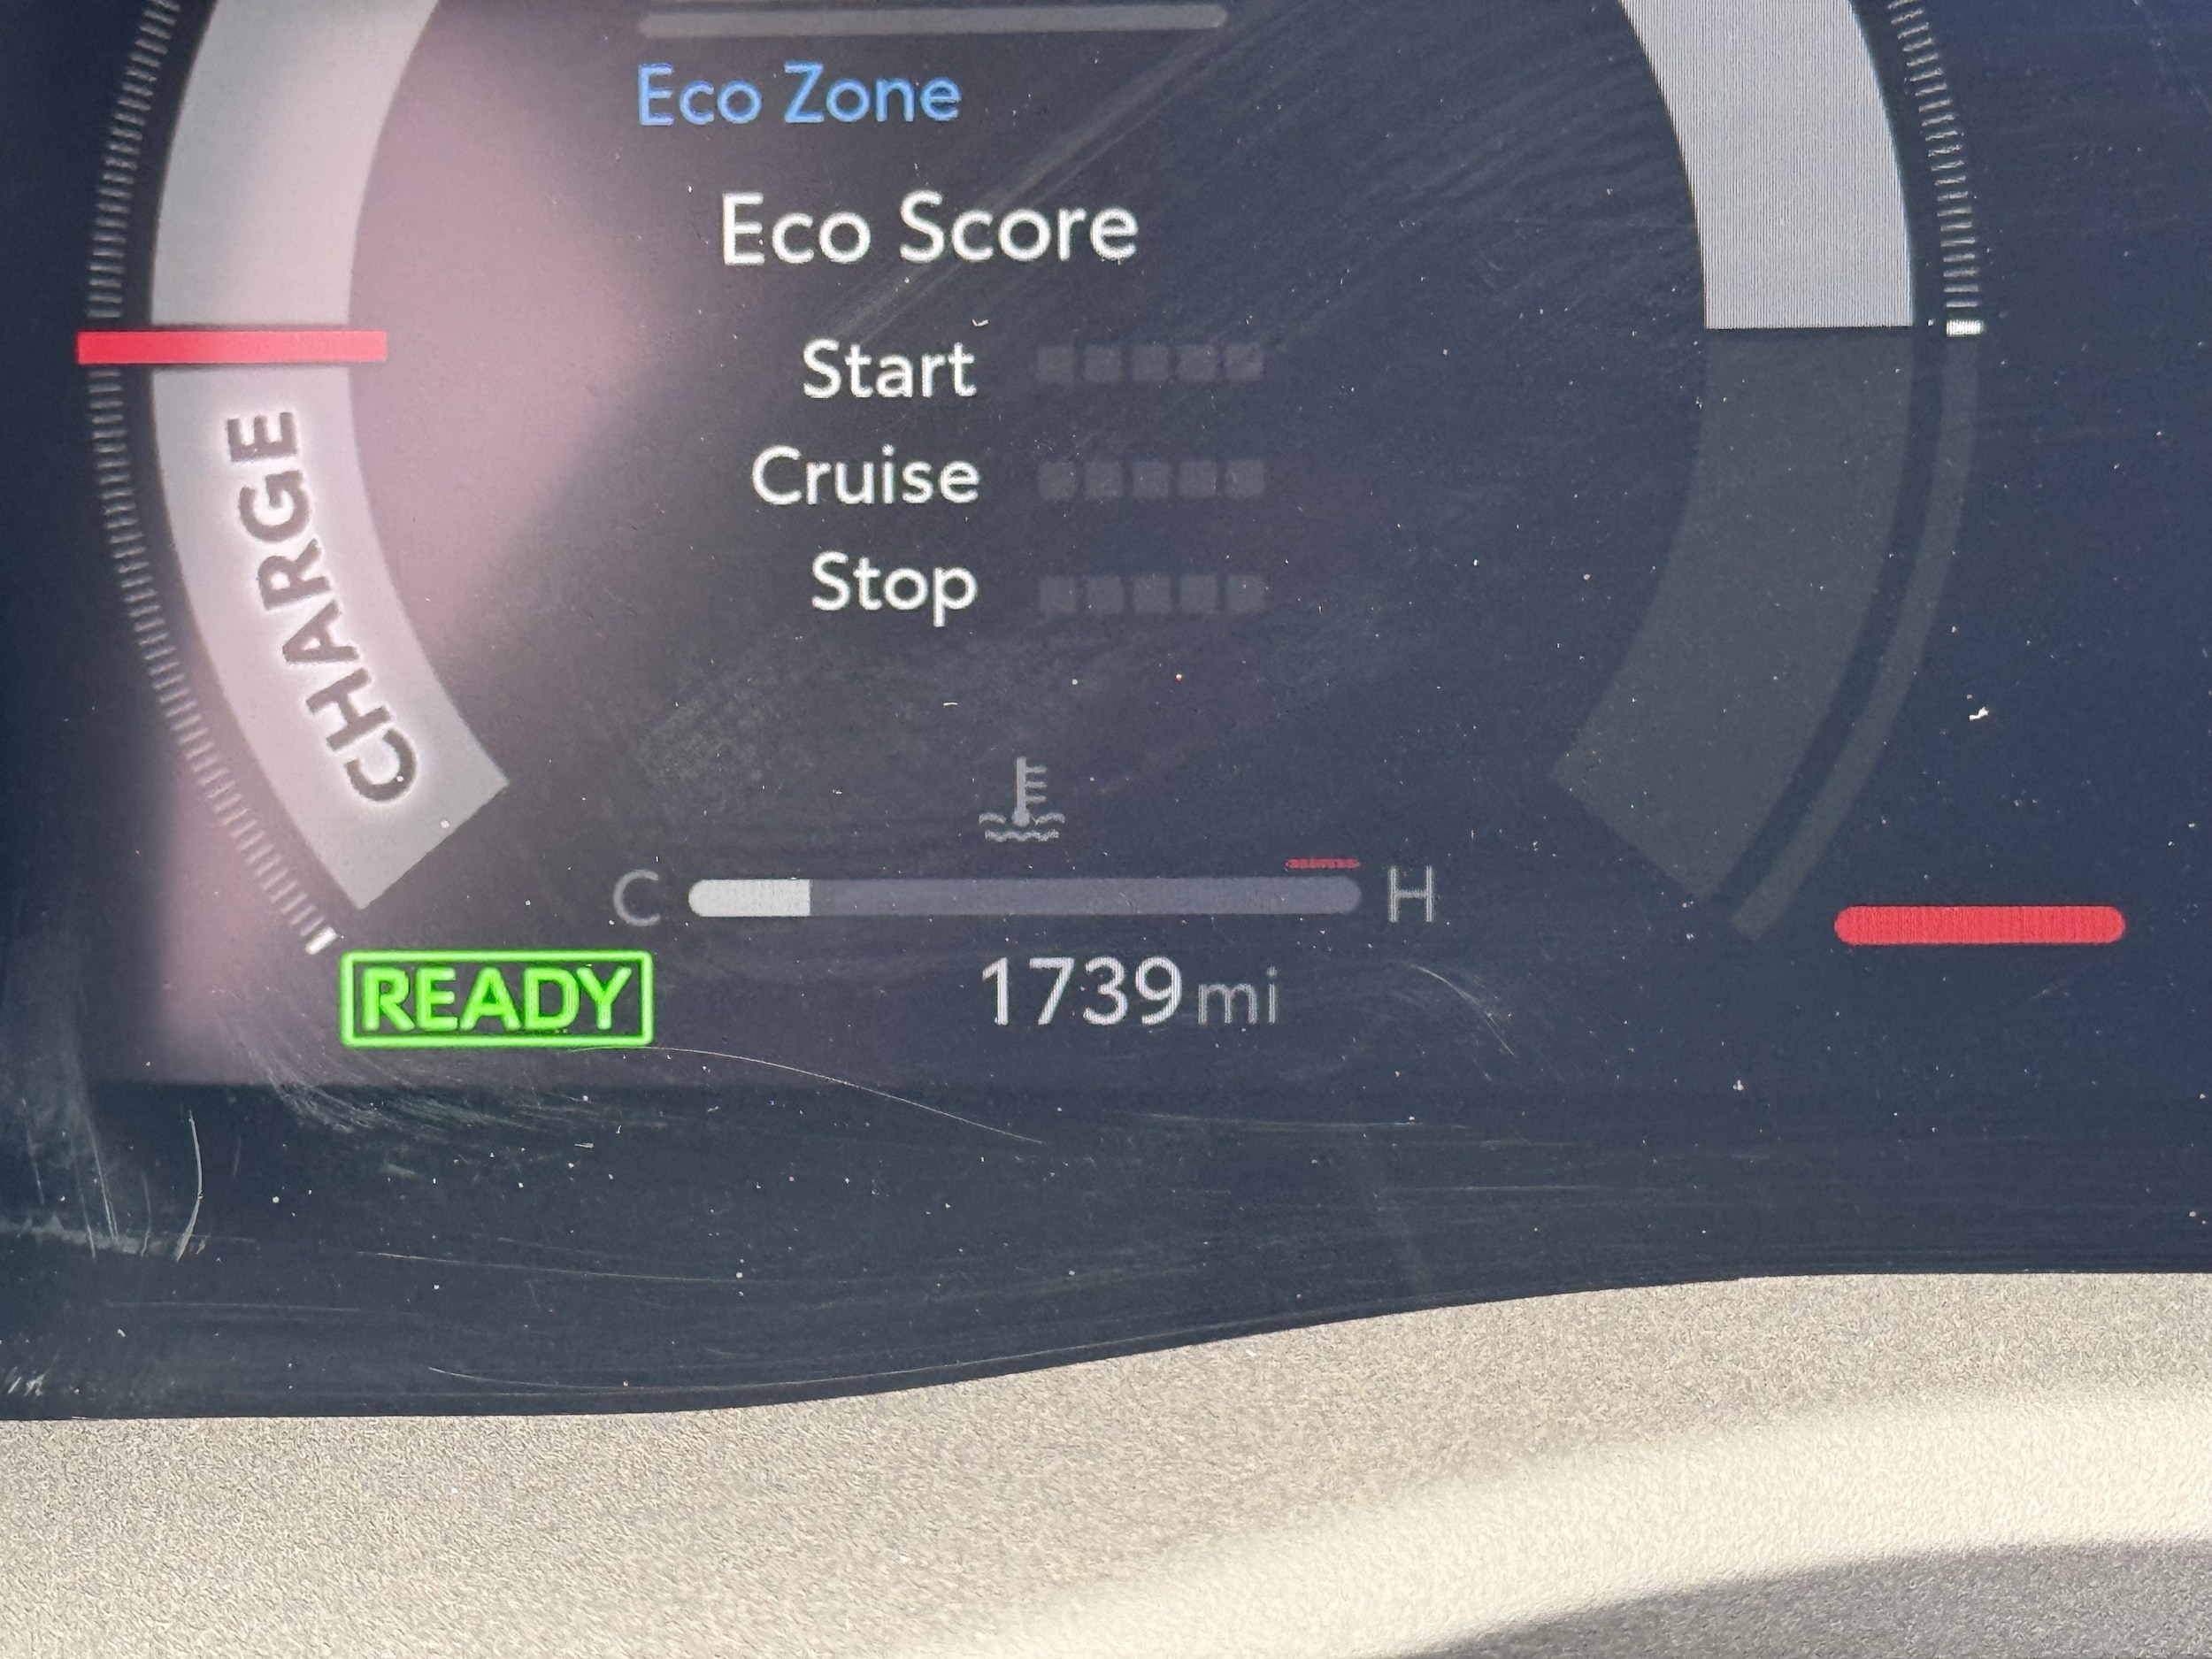 Eco Zone
Eco Score
Start
Cruise
Stop
CHARGE
C H
READY
1739 mi